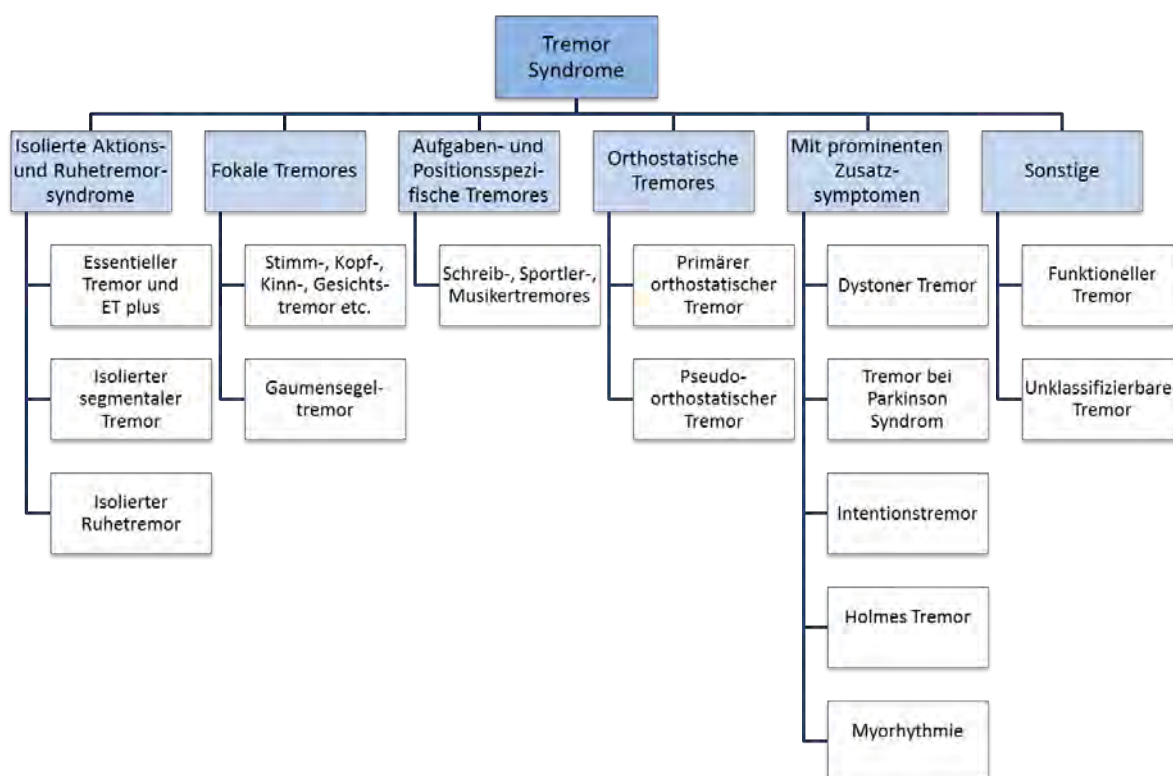 Tremor
Syndrome
Isolierte Aktions-
und Ruhetremor-
syndrome
Fokale Tremores
Aufgaben- und
Positionsspezi-
fische Tremores
Orthostatische
Tremores
Mit prominenten
Zusatz-
symptomen
Sonstige
Essentieller
Tremor und
ET plus
Isolierter
segmentaler
Tremor
Isolierter
Ruhetremor
Stimm-, Kopf-,
Kinn-, Gesichts-
tremor etc.
Gaumensegel-
tremor
Schreib-, Sportler-,
Musikertremores
Primärer
orthostatischer
Tremor
Pseudo-
orthostatischer
Tremor
Dystoner Tremor
Tremor bei
Parkinson
Syndrom
Intentionstremor
Holmes Tremor
Myorhythmie
Funktioneller
Tremor
Unklassifizierbare
Tremor